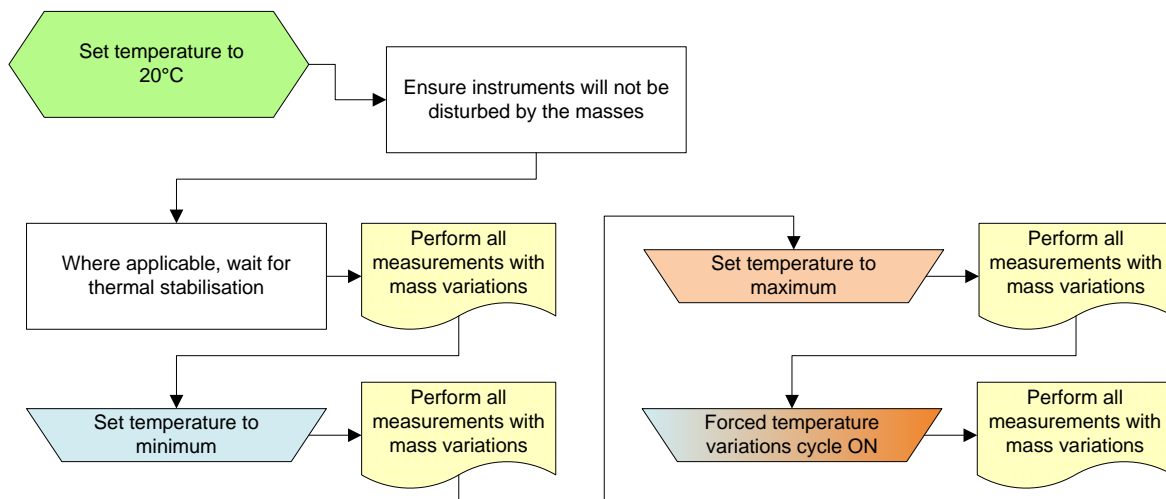 Set temperature to
20°C
Ensure instruments will not be
disturbed by the masses
Where applicable, wait for
thermal stabilisation
Perform all
measurements with
mass variations
Set temperature to
minimum
Perform all
measurements with
mass variations
Set temperature to
maximum
Perform all
measurements with
mass variations
Forced temperature
variations cycle ON
Perform all
measurements with
mass variations